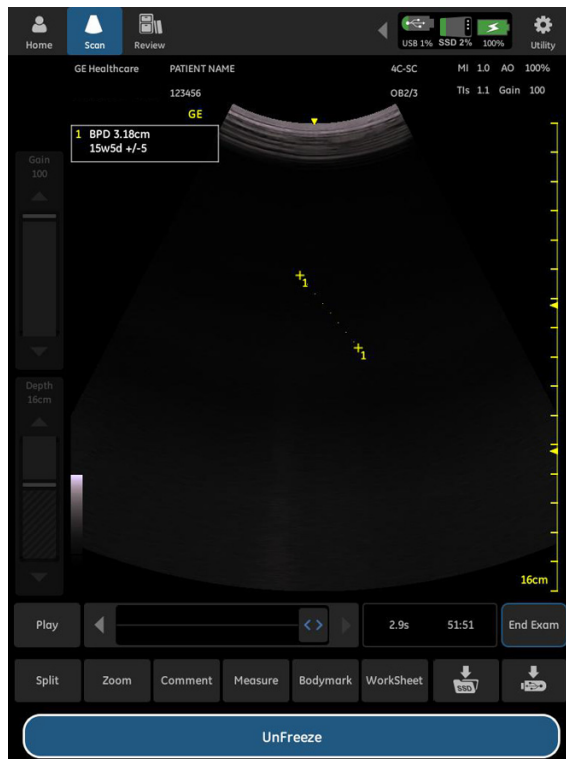 Home Scan Review USB 1% SSD 2% 100% Utility
GE Healthcare PATIENT NAME 4C-SC MI 1.0 AO 100%
123456 OB2/3 TIs 1.1 Gain 100
GE
1 BPD 3.18cm
15w5d +/-5
Gain
100
1
1
Depth
16cm
16cm
Play 2.9s 51:51 End Exam
Split Zoom Comment Measure Bodymark WorkSheet SSD
UnFreeze